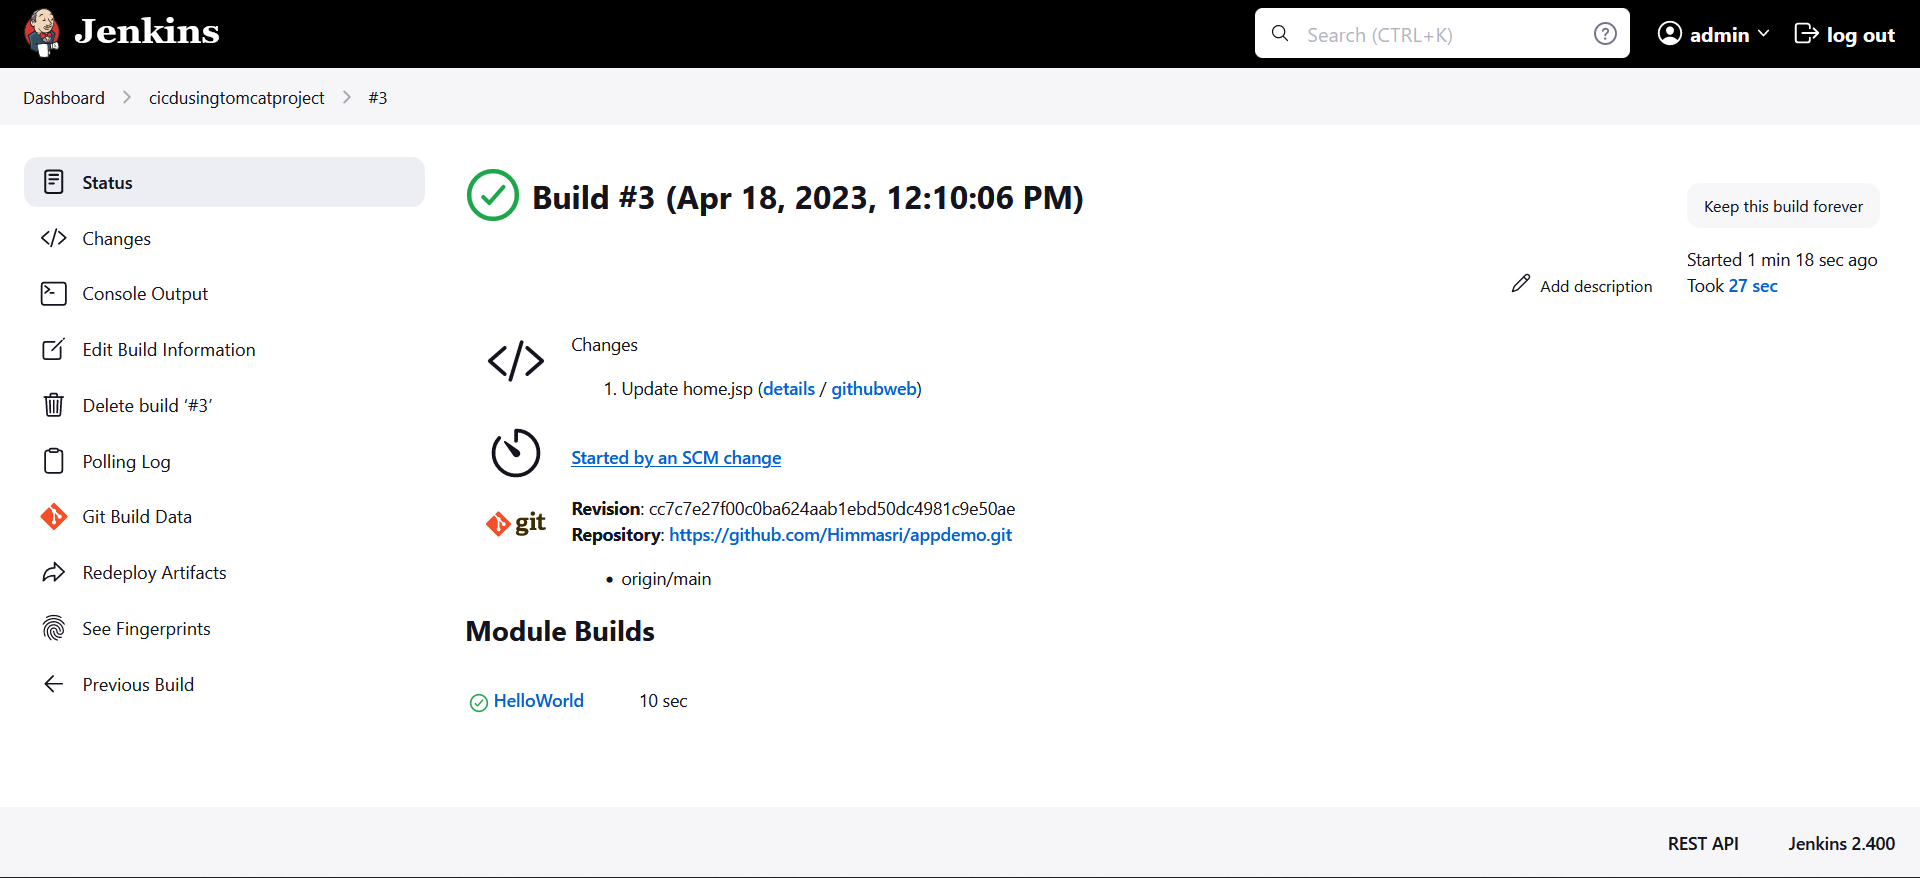 Jenkins
Search (CTRL+K)
admin
log out
Dashboard
cicdusingtomcatproject
#3
Status
Changes
Console Output
Edit Build Information
Delete build ‘#3’
Polling Log
Git Build Data
Redeploy Artifacts
See Fingerprints
Previous Build
Build #3 (Apr 18, 2023, 12:10:06 PM)
Keep this build forever
Add description
Started 1 min 18 sec ago
Took 27 sec
Changes
1. Update home.jsp (details / githubweb)
Started by an SCM change
git
Revision: cc7c7e27f00c0ba624aab1ebd50dc4981c9e50ae
Repository: https://github.com/Himmasri/appdemo.git
• origin/main
Module Builds
HelloWorld 10 sec
REST API
Jenkins 2.400